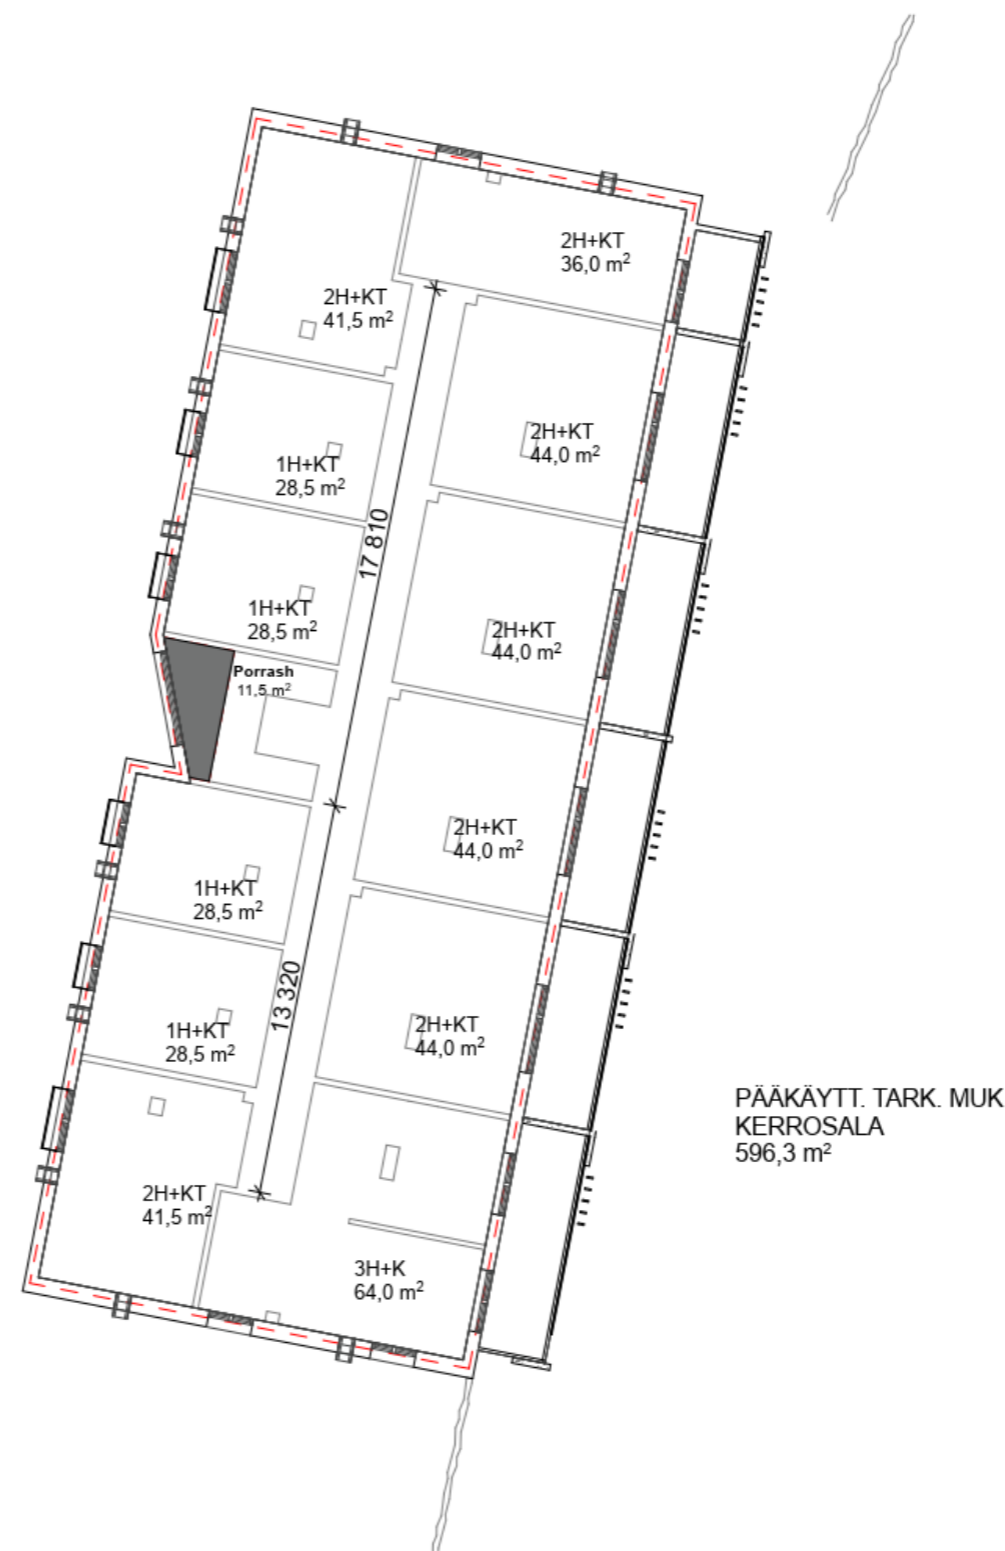 2H+KT
36,0 m²
2H+KT
41,5 m²
2H+KT
44,0 m²
1H+KT
28,5 m²
17 810
1H+KT
28,5 m²
2H+KT
44,0 m²
Porrash
11,5 m²
2H+KT
44,0 m²
1H+KT
28,5 m²
13 320
2H+KT
44,0 m²
1H+KT
28,5 m²
PÄÄKÄYTT. TARK. MUK
KERROSALA
596,3 m²
2H+KT
41,5 m²
3H+K
64,0 m²